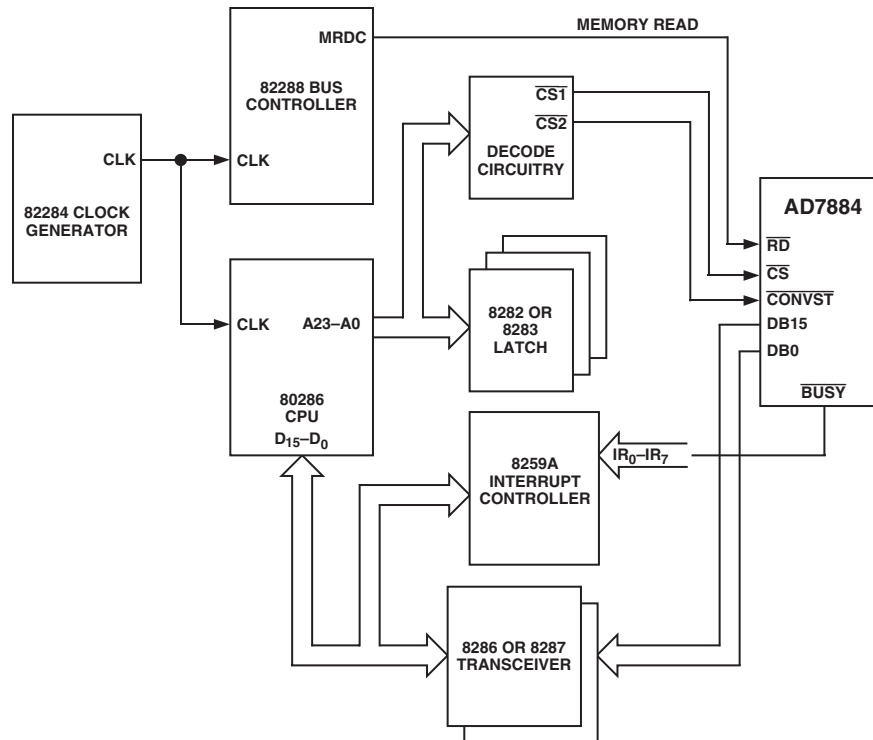 MEMORY READ
MRDC
82288 BUS
CONTROLLER
CLK
CS1
CS2
DECODE
CIRCUITRY
CLK
82284 CLOCK
GENERATOR
AD7884
RD
CS
CONVST
DB15
DB0
BUSY
CLK
A23–A0
80286
CPU
D15–D0
8282 OR
8283
LATCH
8259A
INTERRUPT
CONTROLLER
IR0–IR7
8286 OR 8287
TRANSCEIVER